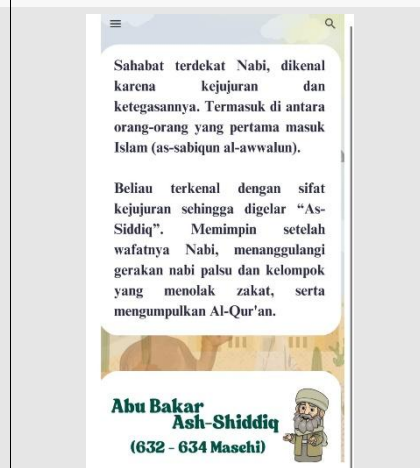 Sahabat terdekat Nabi, dikenal
karena kejujuran dan
ketegasannya. Termasuk di antara
orang-orang yang pertama masuk
Islam (as-sabiqun al-awwalun).
Beliau terkenal dengan sifat
kejujuran sehingga digelar “As-
Siddiq”. Memimpin setelah
wafatnya Nabi, menanggulangi
gerakan nabi palsu dan kelompok
yang menolak zakat, serta
mengumpulkan Al-Qur'an.
Abu Bakar
Ash-Shiddiq
(632 - 634 Masehi)